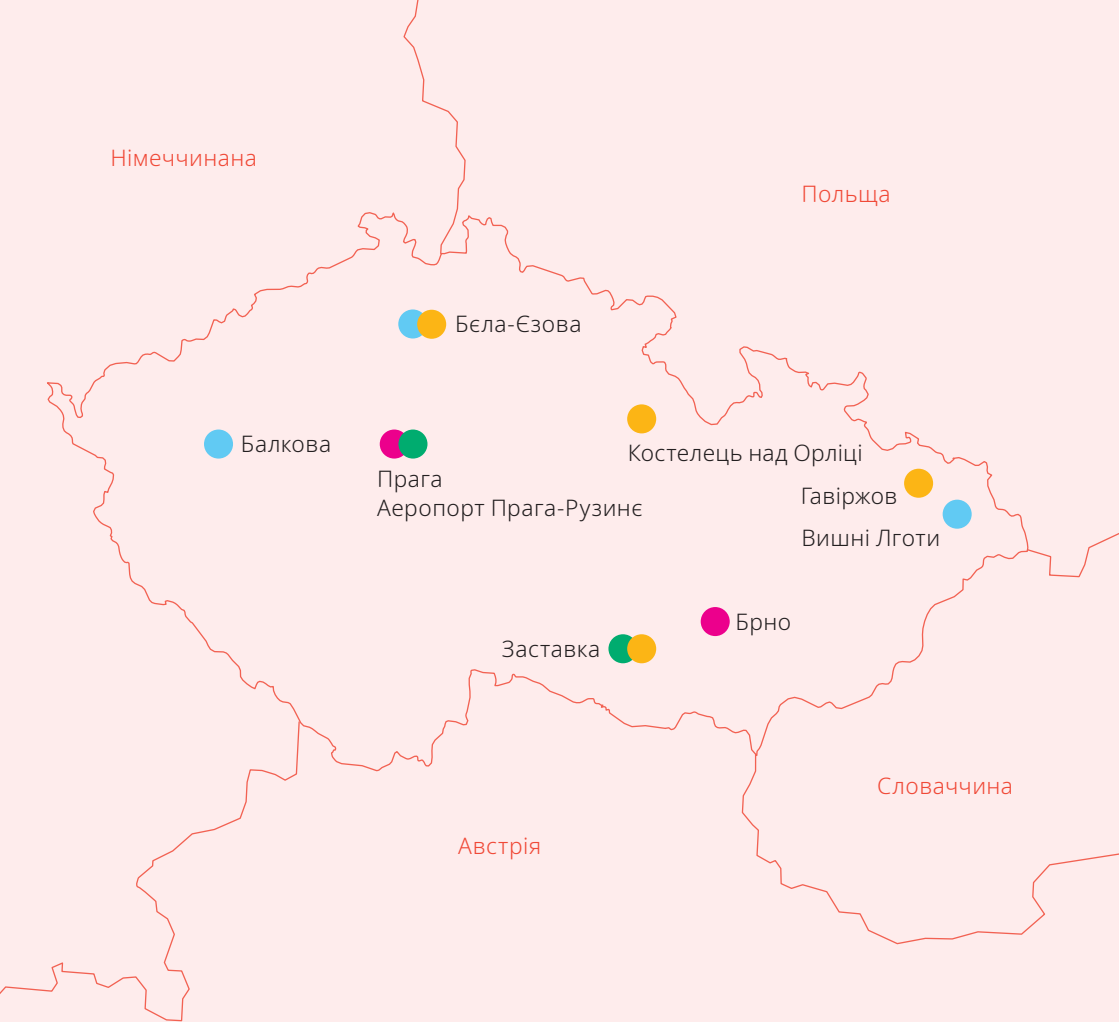 Німеччинана
Польща
Бєла-Єзова
Балкова
Прага
Аеропорт Прага-Рузинє
Костелець над Орліці
Гавіржов
Вишні Лготи
Брно
Заставка
Словаччина
Австрія